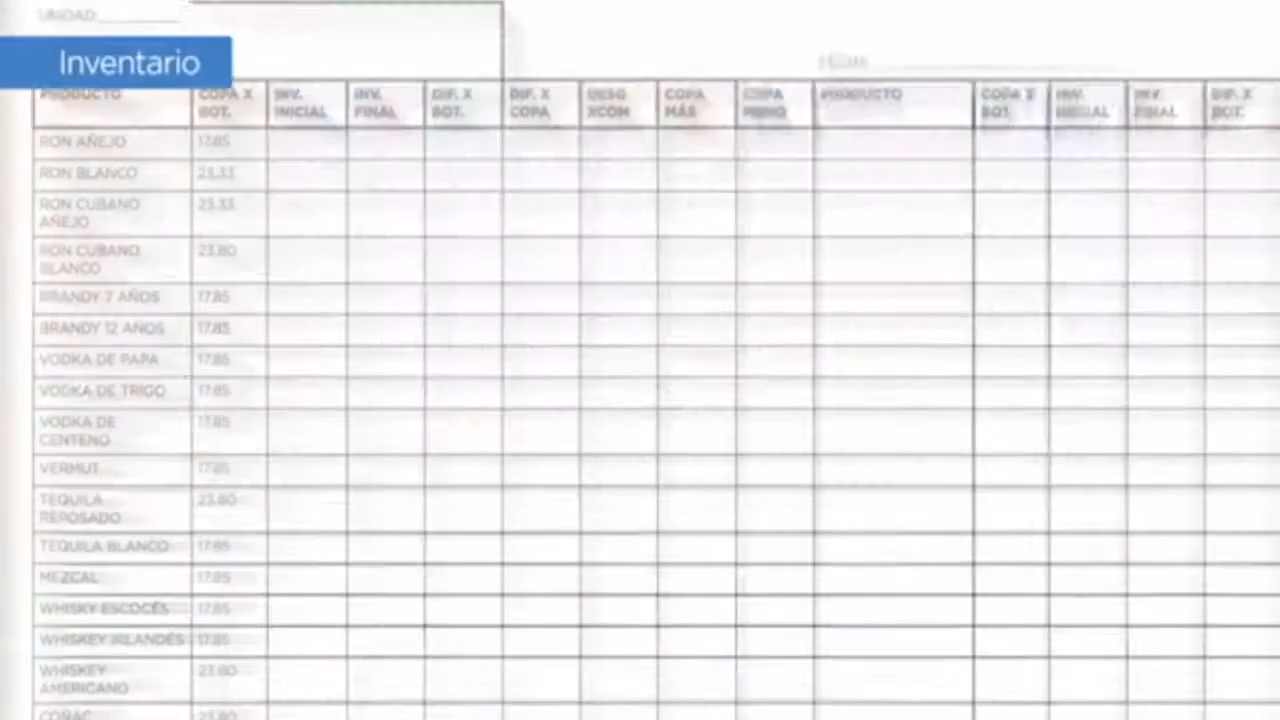 UNIDAD:
Inventario
FECHA
PRODUCTO COPA X BOT. INV. INICIAL INV. FINAL DIF. X BOT. DIF. X COPA DESG XCOM COPA MÁS COPA MENO PRODUCTO COPA X BOT. INV. INICIAL INV. FINAL DIF. X BOT.
RON AÑEJO 17.85
RON BLANCO 23.33
RON CUBANO AÑEJO 23.33
RON CUBANO BLANCO 23.80
BRANDY 7 AÑOS 17.85
BRANDY 12 AÑOS 17.85
VODKA DE PAPA 17.85
VODKA DE TRIGO 17.85
VODKA DE CENTENO 17.85
VERMUT 17.85
TEQUILA REPOSADO 23.80
TEQUILA BLANCO 17.85
MEZCAL 17.85
WHISKY ESCOCÉS 17.85
WHISKEY IRLANDÉS 17.85
WHISKEY AMERICANO 23.80
COÑAC 23.80